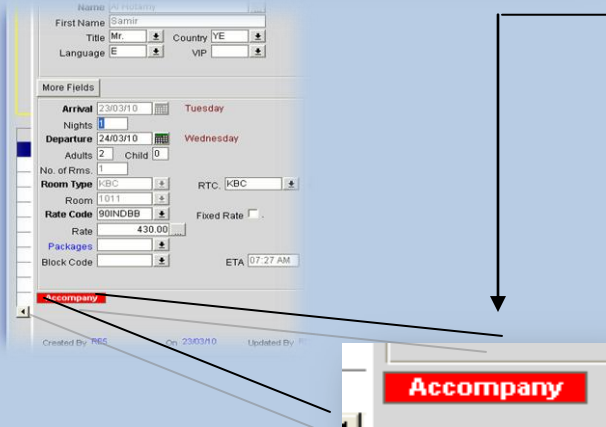 Name Al Hotamy
First Name Samir
Title Mr. Country YE
Language E VIP
More Fields
Arrival 23/03/10 Tuesday
Nights 1
Departure 24/03/10 Wednesday
Adults 2 Child 0
No. of Rms. 1
Room Type KBC RTC. KBC
Room 1011
Rate Code 90INDBB Fixed Rate .
Rate 430.00 ...
Packages
Block Code ETA 07:27 AM
Accompany
Created By On 23/03/10 Updated By
Accompany